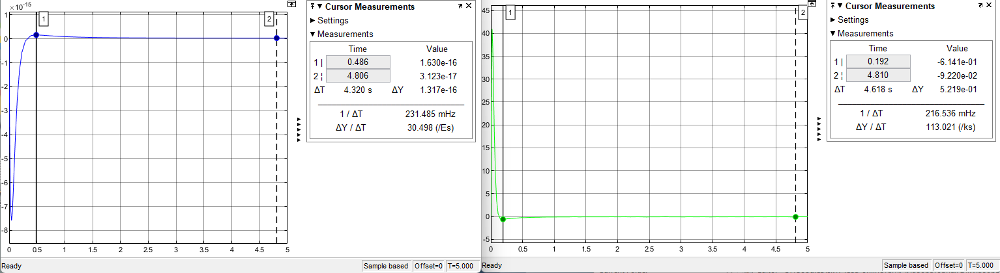 ×10⁻¹⁵
1
2
1
0
-1
-2
-3
-4
-5
-6
-7
-8
0 0.5 1 1.5 2 2.5 3 3.5 4 4.5 5
Cursor Measurements
Settings
Measurements
Time Value
1 | 0.486 1.630e-16
2 ¦ 4.806 3.123e-17
ΔT 4.320 s ΔY 1.317e-16
1 / ΔT 231.485 mHz
ΔY / ΔT 30.498 (/Es)
Ready Sample based Offset=0 T=5.000
1
2
45
40
35
30
25
20
15
10
5
0
-5
0 0.5 1 1.5 2 2.5 3 3.5 4 4.5 5
Cursor Measurements
Settings
Measurements
Time Value
1 | 0.192 -6.141e-01
2 ¦ 4.810 -9.220e-02
ΔT 4.618 s ΔY 5.219e-01
1 / ΔT 216.536 mHz
ΔY / ΔT 113.021 (/ks)
Ready Sample based Offset=0 T=5.000